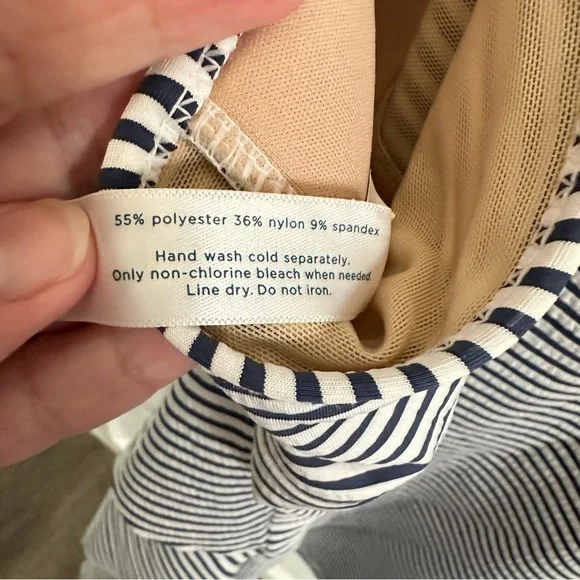 55% polyester 36% nylon 9% spandex
Hand wash cold separately.
Only non-chlorine bleach when needed.
Line dry. Do not iron.